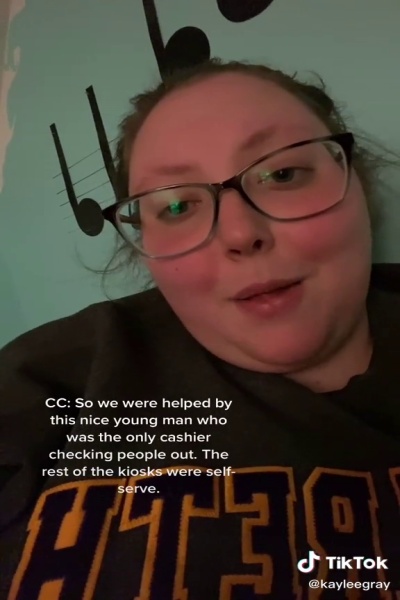 CC: So we were helped by
this nice young man who
was the only cashier
checking people out. The
rest of the kiosks were self-
serve.
TikTok
@kayleegray